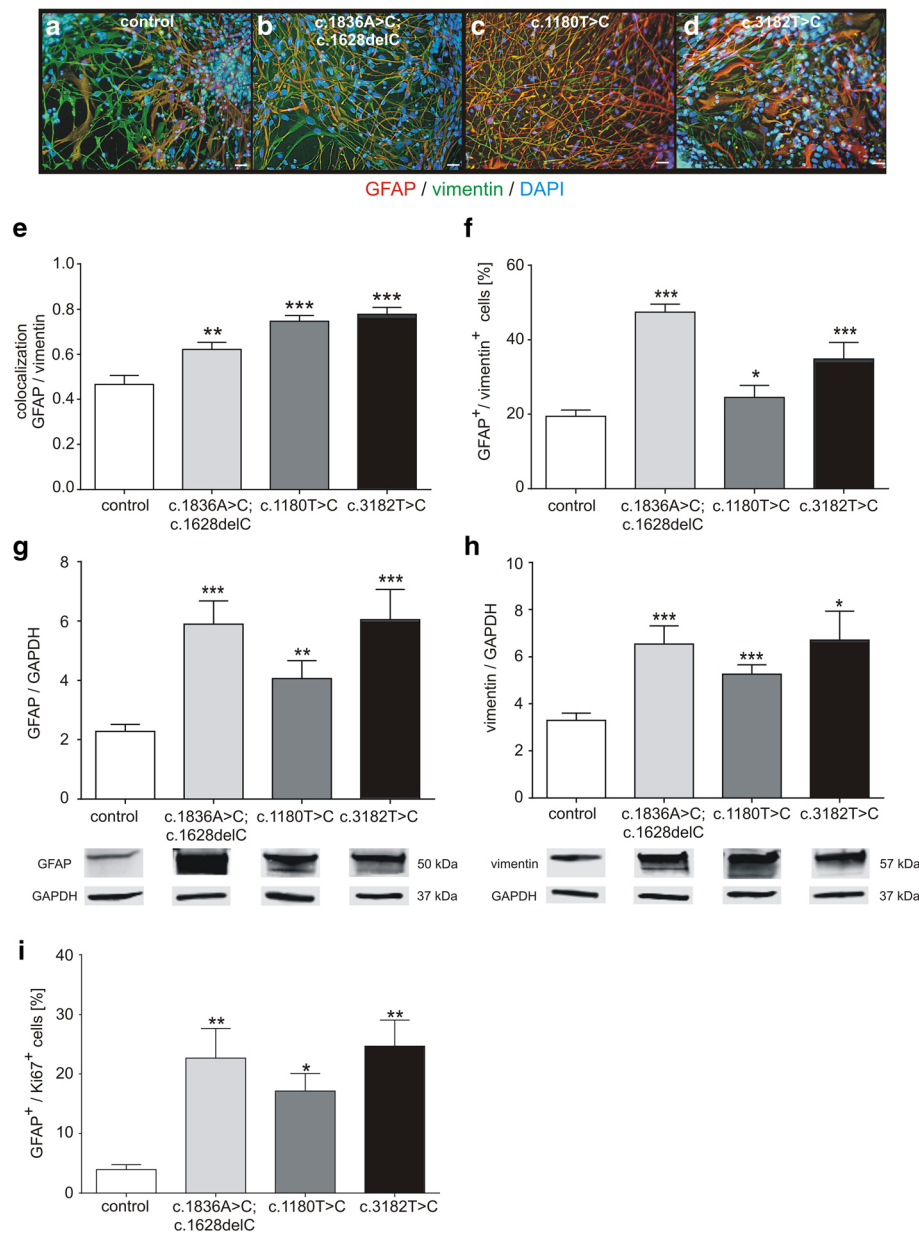 a control
b c.1836A>C;
c.1628delC
c c.1180T>C
d c.3182T>C
GFAP / vimentin / DAPI
e
colocalization
GFAP / vimentin
1.0
0.8
0.6
0.4
0.2
0.0
**
***
***
control c.1836A>C; c.1180T>C c.3182T>C
c.1628delC
f
GFAP+/ vimentin+ cells [%]
60
40
20
0
***
*
***
control c.1836A>C; c.1180T>C c.3182T>C
c.1628delC
g
GFAP / GAPDH
8
6
4
2
0
***
**
***
control c.1836A>C; c.1180T>C c.3182T>C
c.1628delC
GFAP 50 kDa
GAPDH 37 kDa
h
vimentin / GAPDH
10
8
6
4
2
0
***
***
*
control c.1836A>C; c.1180T>C c.3182T>C
c.1628delC
vimentin 57 kDa
GAPDH 37 kDa
i
GFAP+ / Ki67+ cells [%]
40
30
20
10
0
**
*
**
control c.1836A>C; c.1180T>C c.3182T>C
c.1628delC